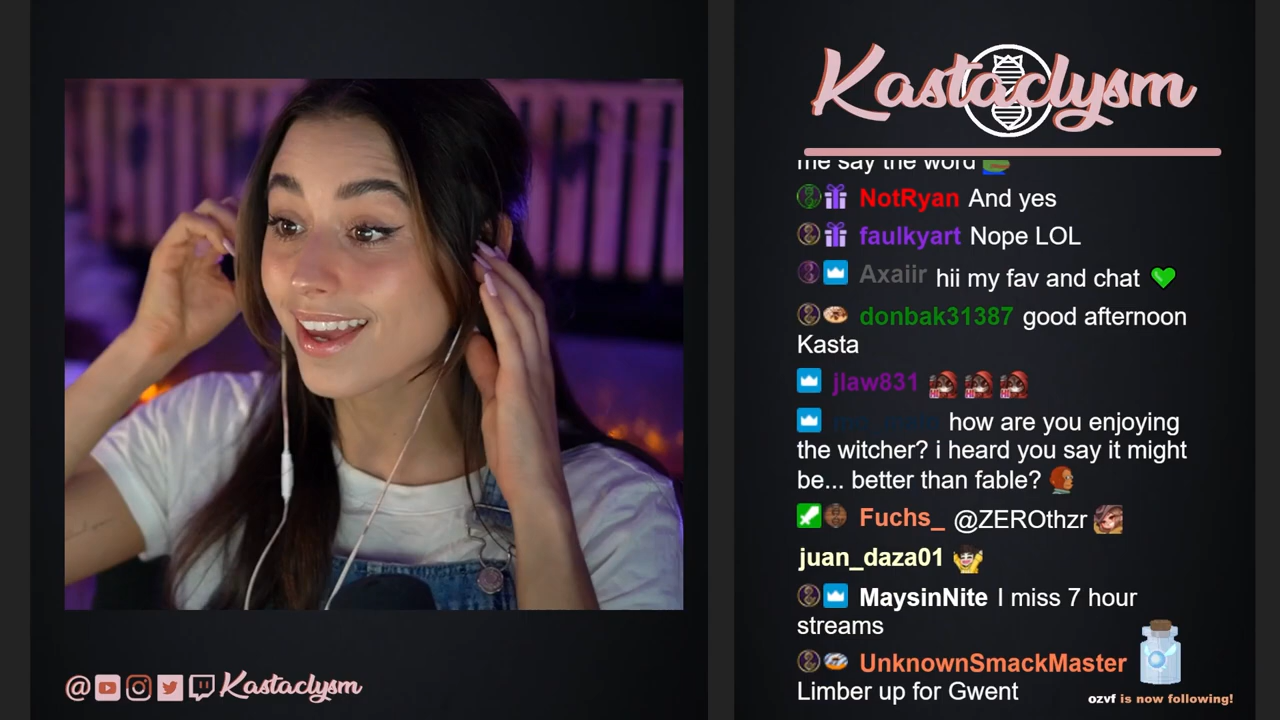 Kastaclysm
me say the word
NotRyan And yes
faulkyart Nope LOL
Axaiir hii my fav and chat
donbak31387 good afternoon
Kasta
jlaw831
how are you enjoying
the witcher? i heard you say it might
be... better than fable?
Fuchs_ @ZEROthzr
juan_daza01
MaysinNite I miss 7 hour
streams
UnknownSmackMaster
Limber up for Gwent
ozvf is now following!
@ Kastaclysm